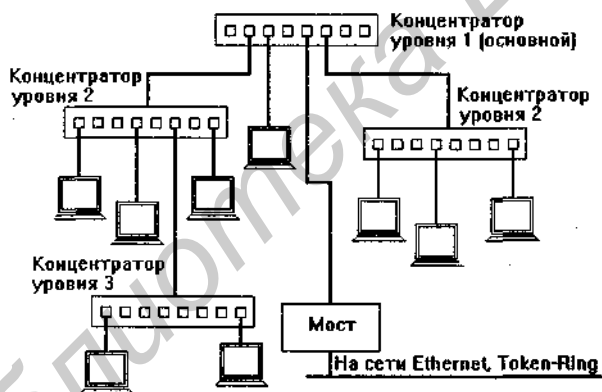 Концентратор
уровня 1 (основной)
Концентратор
уровня 2
Концентратор
уровня 2
Концентратор
уровня 3
Мост
На сети Ethernet, Token-Ring